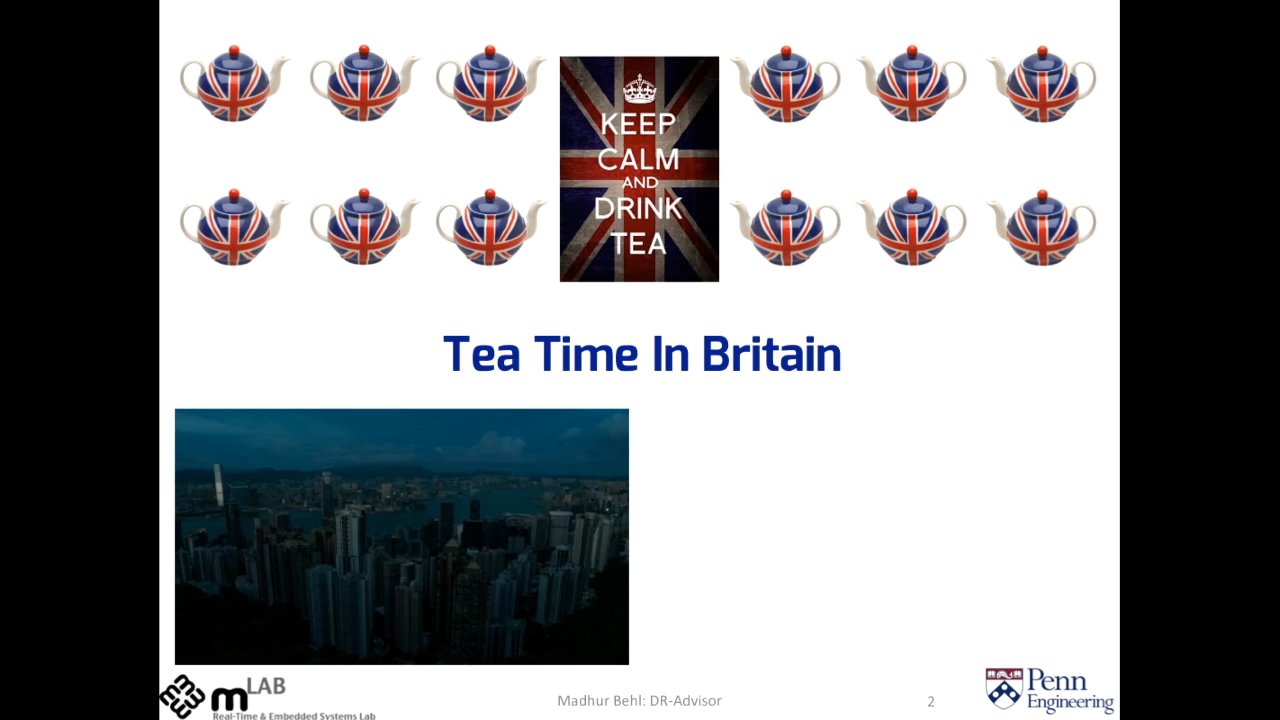 KEEP
CALM
AND
DRINK
TEA
Tea Time In Britain
mLAB
Real-Time & Embedded Systems Lab
Madhur Behl: DR-Advisor
2
Penn
Engineering